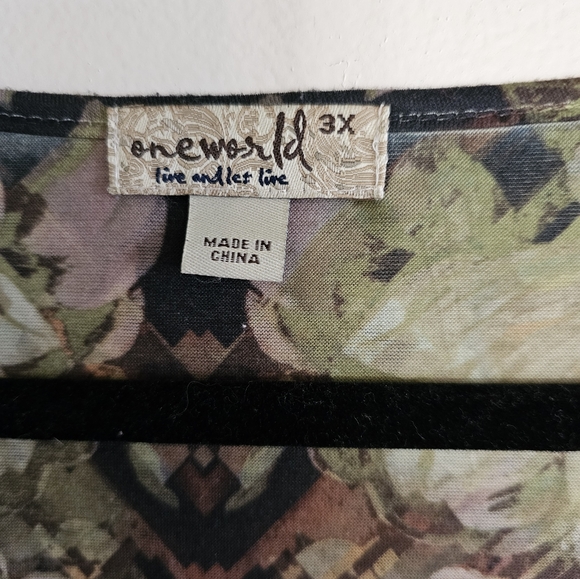 oneworld 3X
live and let live
MADE IN
CHINA